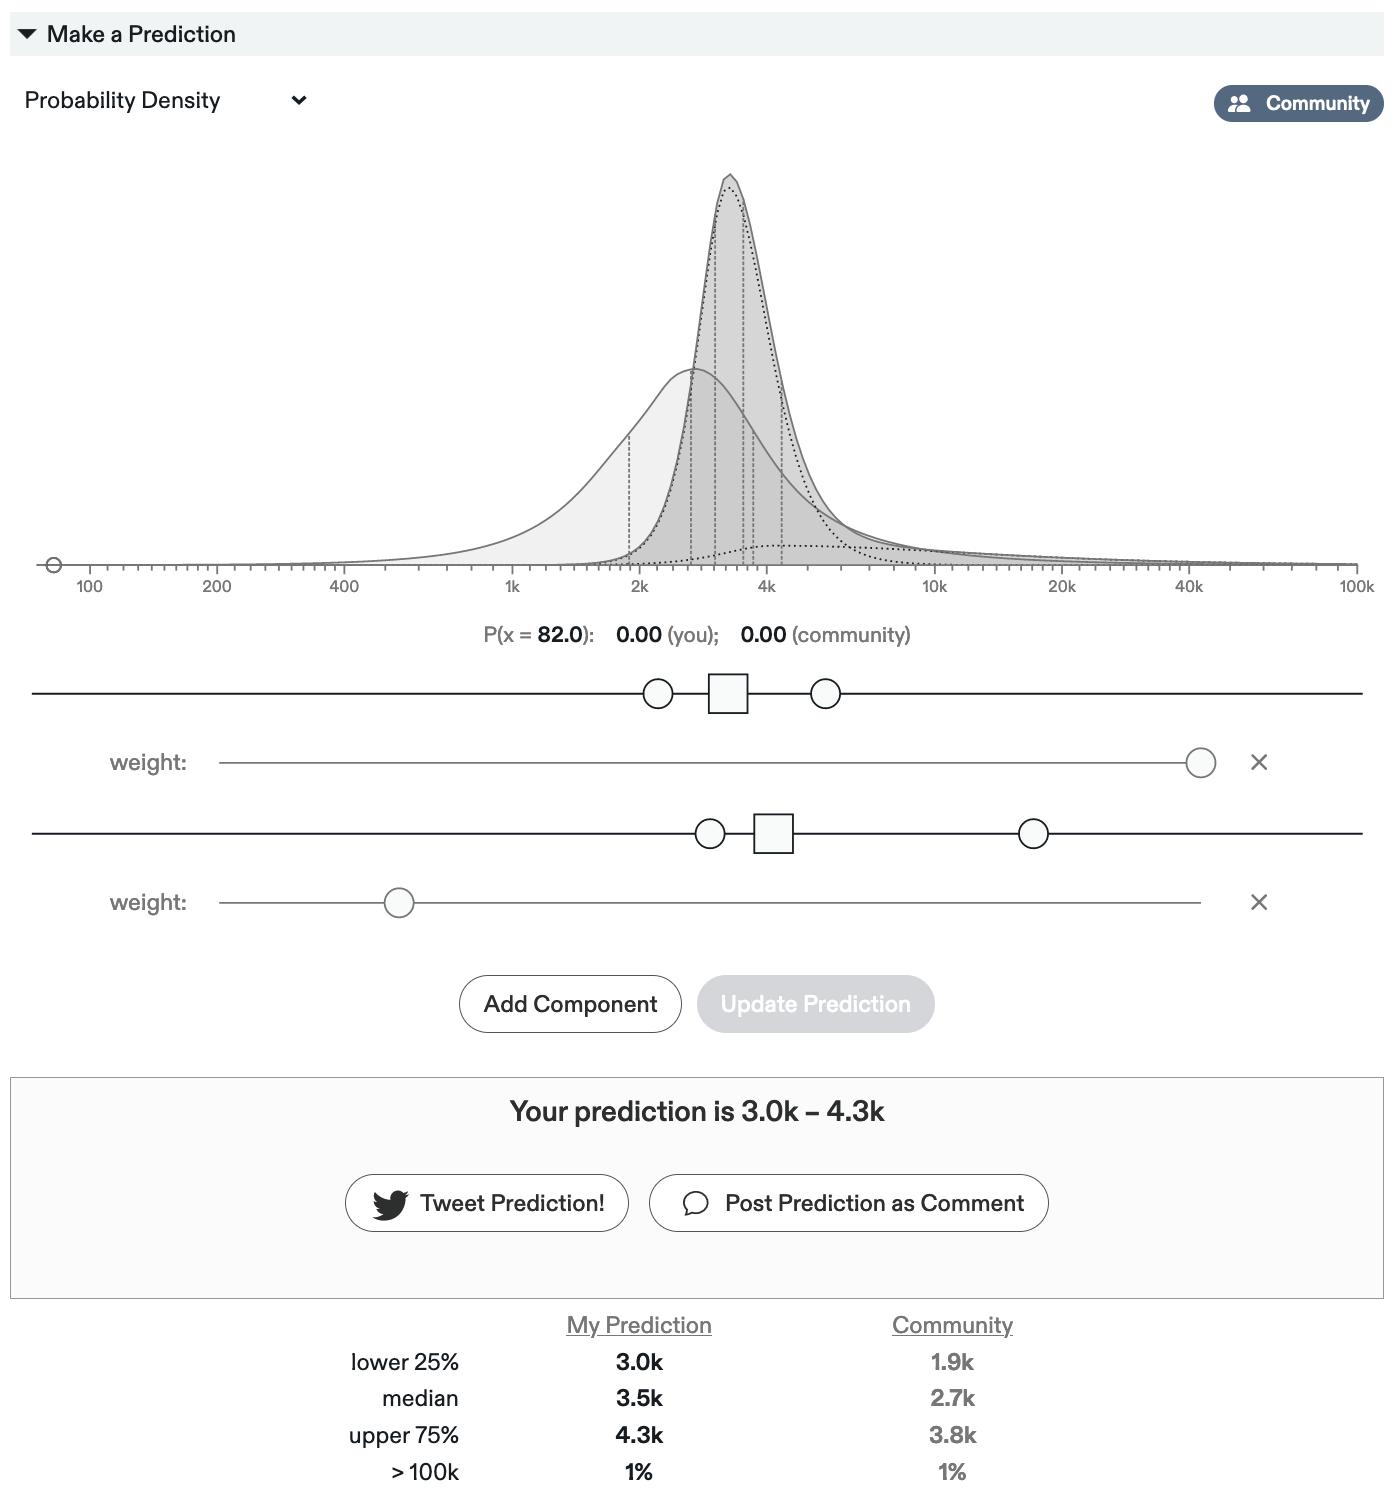 Make a Prediction
Probability Density
Community
100 200 400 1k 2k 4k 10k 20k 40k 100k
P(x = 82.0): 0.00 (you); 0.00 (community)
weight:
weight:
Add Component Update Prediction
Your prediction is 3.0k – 4.3k
Tweet Prediction! Post Prediction as Comment
My Prediction Community
lower 25% 3.0k 1.9k
median 3.5k 2.7k
upper 75% 4.3k 3.8k
> 100k 1% 1%